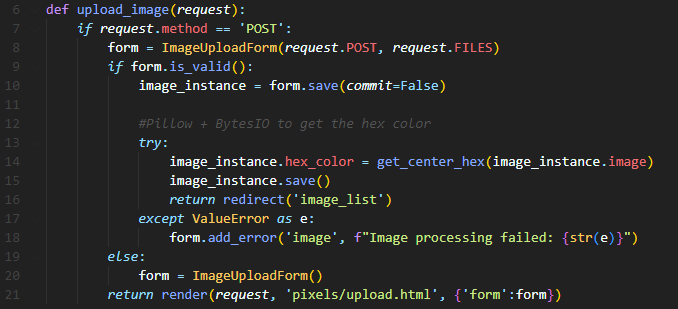 6 def upload_image(request):
7     if request.method == 'POST':
8         form = ImageUploadForm(request.POST, request.FILES)
9         if form.is_valid():
10             image_instance = form.save(commit=False)
11
12             #Pillow + BytesIO to get the hex color
13             try:
14                 image_instance.hex_color = get_center_hex(image_instance.image)
15                 image_instance.save()
16                 return redirect('image_list')
17             except ValueError as e:
18                 form.add_error('image', f"Image processing failed: {str(e)}")
19         else:
20             form = ImageUploadForm()
21     return render(request, 'pixels/upload.html', {'form':form})